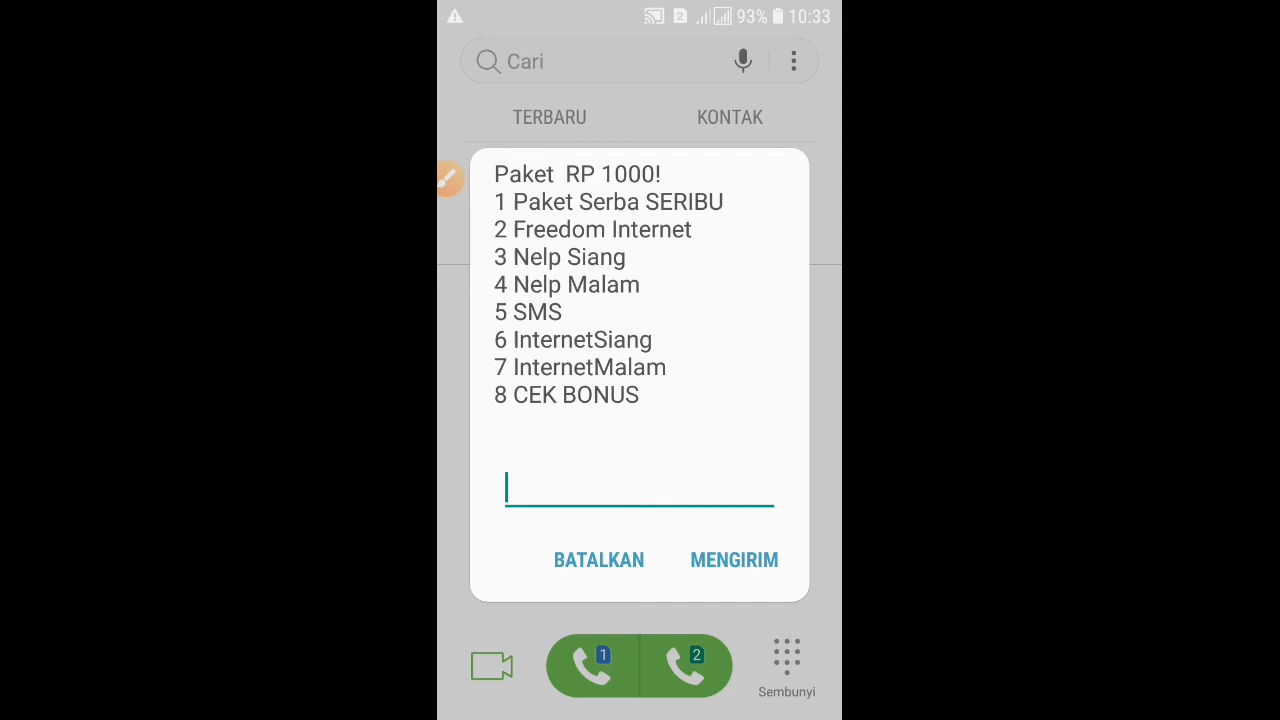 2 93% 10:33
Cari
TERBARU KONTAK
Paket RP 1000!
1 Paket Serba SERIBU
2 Freedom Internet
3 Nelp Siang
4 Nelp Malam
5 SMS
6 InternetSiang
7 InternetMalam
8 CEK BONUS
BATALKAN MENGIRIM
1 2
Sembunyi